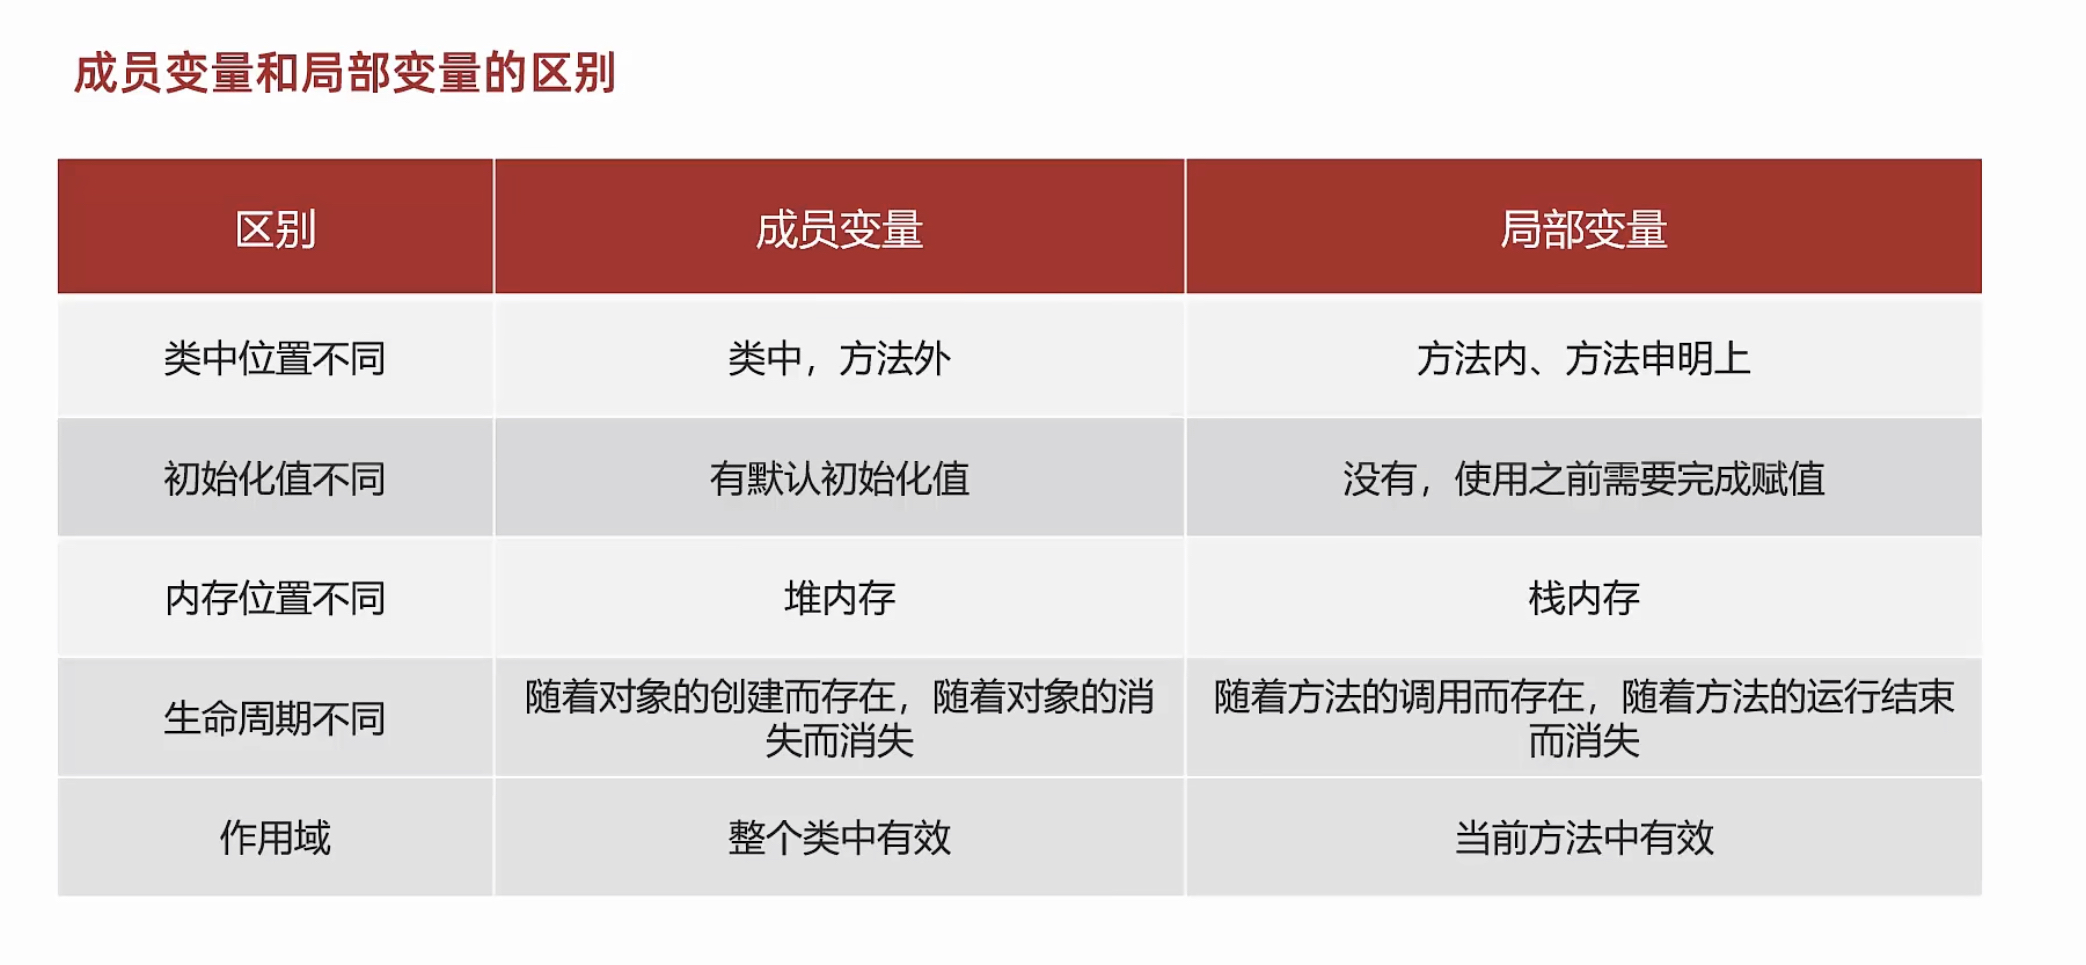 成员变量和局部变量的区别
区别 成员变量 局部变量
类中位置不同 类中，方法外 方法内、方法申明上
初始化值不同 有默认初始化值 没有，使用之前需要完成赋值
内存位置不同 堆内存 栈内存
生命周期不同 随着对象的创建而存在，随着对象的消 随着方法的调用而存在，随着方法的运行结束
失而消失 而消失
作用域 整个类中有效 当前方法中有效